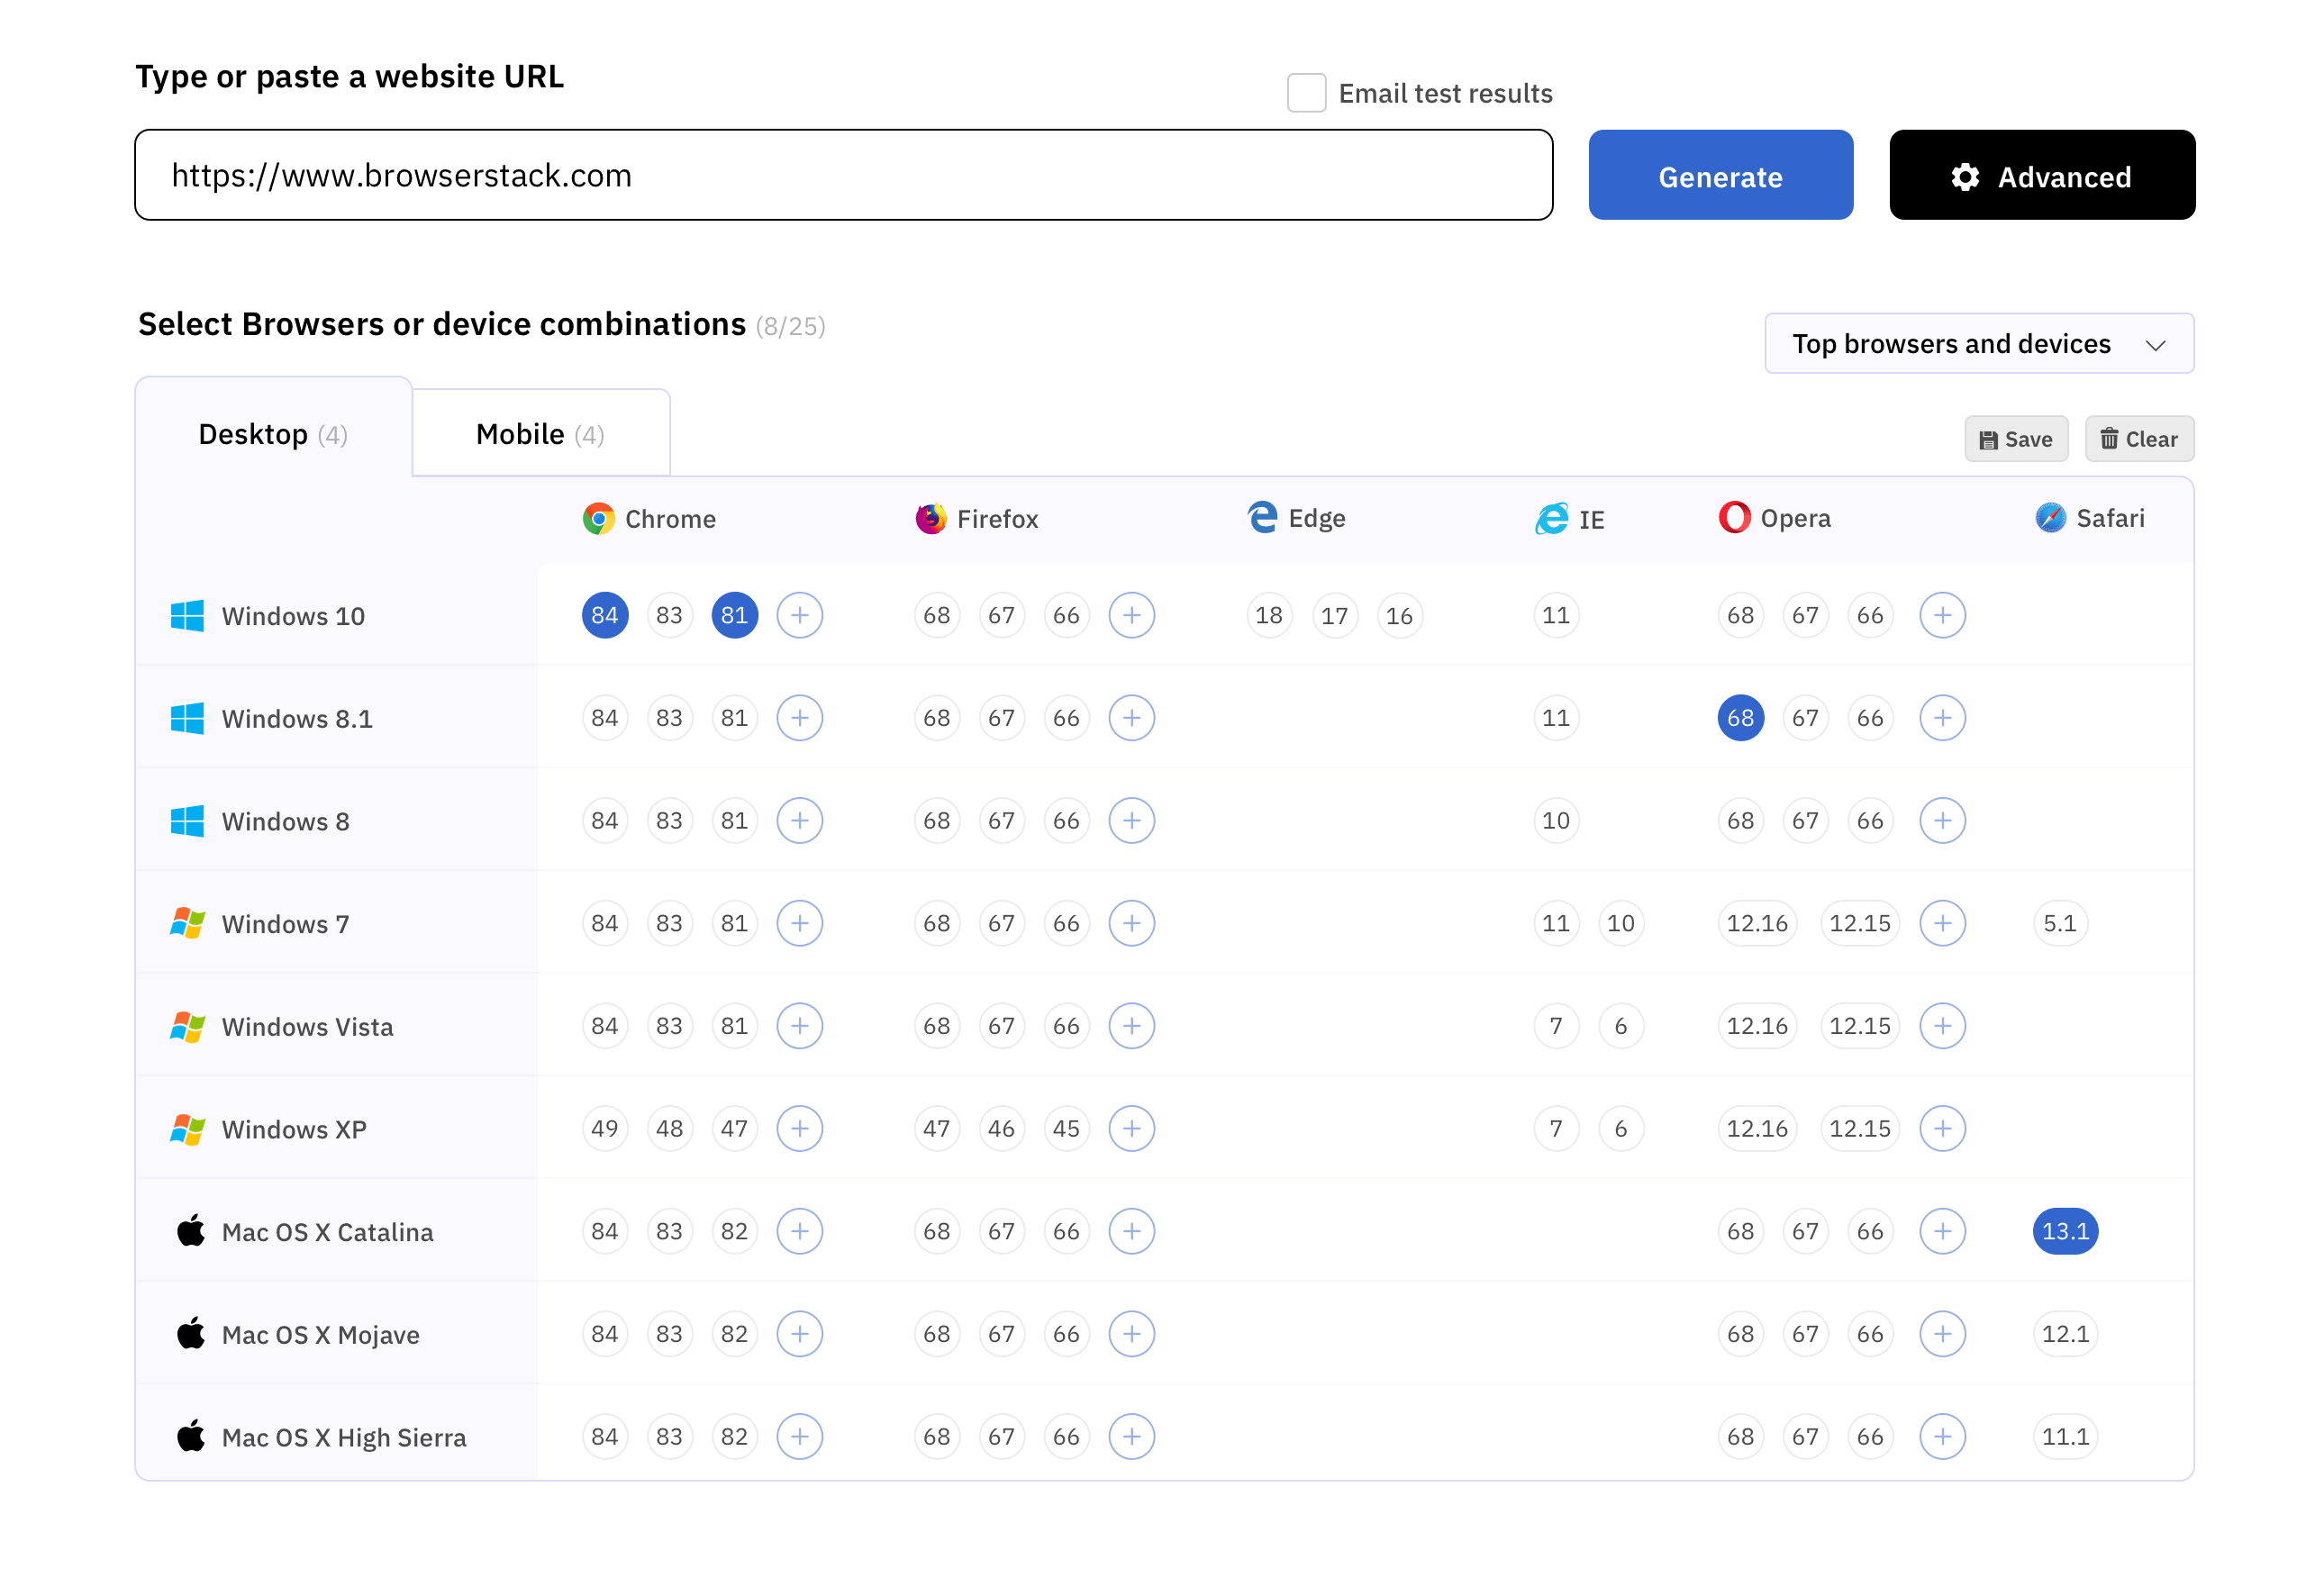 Type or paste a website URL
Email test results
https://www.browserstack.com
Generate
Advanced
Select Browsers or device combinations (8/25)
Top browsers and devices
Desktop (4)
Mobile (4)
Save
Clear
Chrome Firefox Edge IE Opera Safari
Windows 10 84 83 81 + 68 67 66 + 18 17 16 11 68 67 66 +
Windows 8.1 84 83 81 + 68 67 66 + 11 68 67 66 +
Windows 8 84 83 81 + 68 67 66 + 10 68 67 66 +
Windows 7 84 83 81 + 68 67 66 + 11 10 12.16 12.15 + 5.1
Windows Vista 84 83 81 + 68 67 66 + 7 6 12.16 12.15 +
Windows XP 49 48 47 + 47 46 45 + 7 6 12.16 12.15 +
Mac OS X Catalina 84 83 82 + 68 67 66 + 68 67 66 + 13.1
Mac OS X Mojave 84 83 82 + 68 67 66 + 68 67 66 + 12.1
Mac OS X High Sierra 84 83 82 + 68 67 66 + 68 67 66 + 11.1